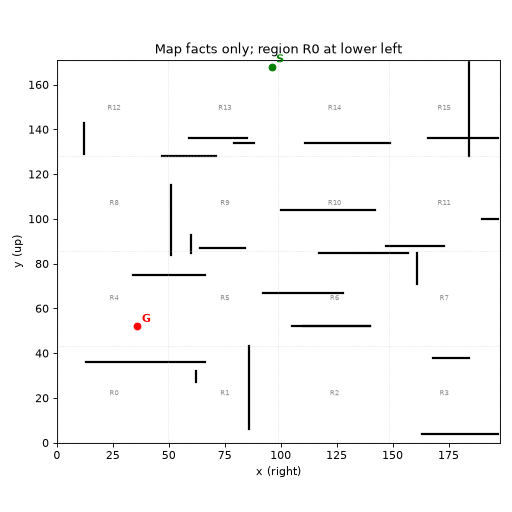 Map facts only; region R0 at lower left
S
R12 R13 R14 R15
R8 R9 R10 R11
R4 R5 R6 R7
G
R0 R1 R2 R3
160
140
120
100
80
60
40
20
0
0 25 50 75 100 125 150 175
x (right)
y (up)